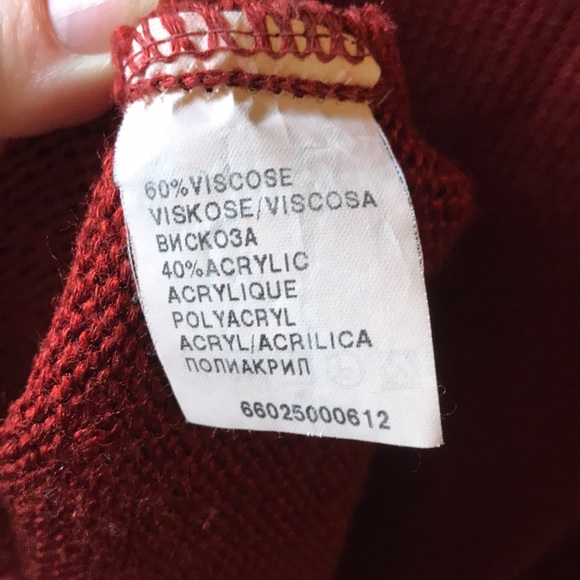 60%VISCOSE
VISKOSE/VISCOSA
ВИСКОЗА
40%ACRYLIC
ACRYLIQUE
POLYACRYL
ACRYL/ACRILICA
ПОЛИАКРИЛ
66025000612